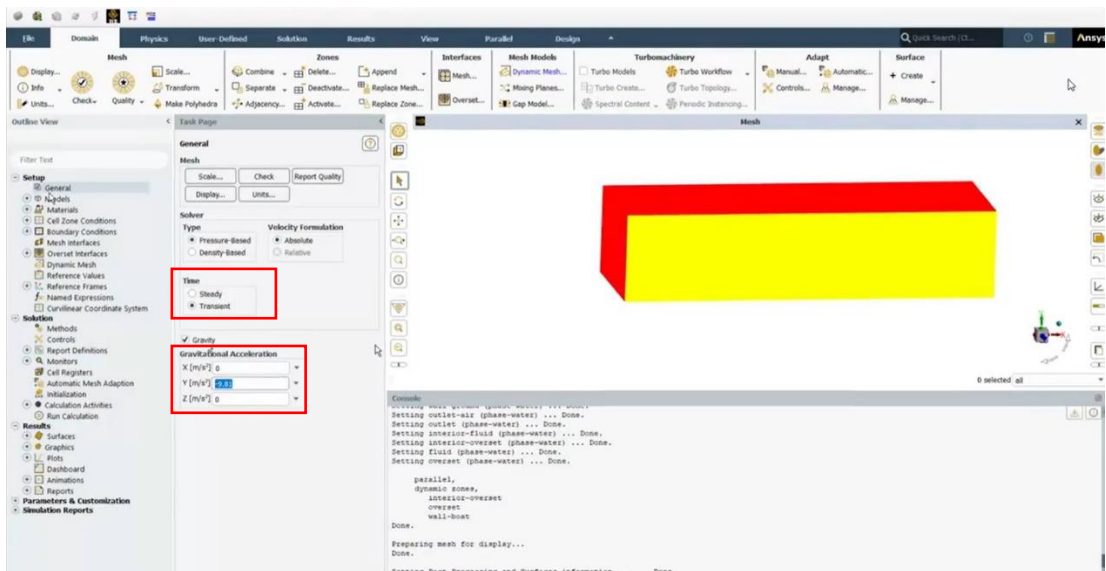 File Domain Physics User-Defined Solution Results View Parallel Design Quick Search (Ct... Ansys
Mesh Zones Interfaces Mesh Models Turbomachinery Adapt Surface
Display... Scale... Combine Delete... Append Mesh... Dynamic Mesh... Turbo Models Turbo Workflow Manual... Automatic... + Create
Info Check Quality Transform Separate Deactivate... Replace Mesh... Mixing Planes... Turbo Create... Turbo Topology... Controls... Manage...
Units... Make Polyhedra Adjacency... Activate... Replace Zone... Overset... Gap Model... Spectral Content Periodic Instancing... Manage...
Outline View < Task Page < Mesh
Filter Text
General
Mesh
Scale... Check Report Quality
Display... Units...
Solver
Type Velocity Formulation
Pressure-Based Absolute
Density-Based Relative
Time
Steady
Transient
Gravity
Gravitational Acceleration
X [m/s²] 0
Y [m/s²] -9.81
Z [m/s²] 0
Setup
General
Models
Materials
Cell Zone Conditions
Boundary Conditions
Mesh Interfaces
Overset Interfaces
Dynamic Mesh
Reference Values
Reference Frames
Named Expressions
Curvilinear Coordinate System
Solution
Methods
Controls
Report Definitions
Monitors
Cell Registers
Automatic Mesh Adaption
Initialization
Calculation Activities
Run Calculation
Results
Surfaces
Graphics
Plots
Dashboard
Animations
Reports
Parameters & Customization
Simulation Reports
0 selected all
Console
Setting outlet-air (phase-water) ... Done.
Setting outlet (phase-water) ... Done.
Setting interior-fluid (phase-water) ... Done.
Setting interior-overset (phase-water) ... Done.
Setting fluid (phase-water) ... Done.
Setting overset (phase-water) ... Done.
parallel,
dynamic zones,
interior-overset
overset
wall-boat
Done.
Preparing mesh for display...
Done.